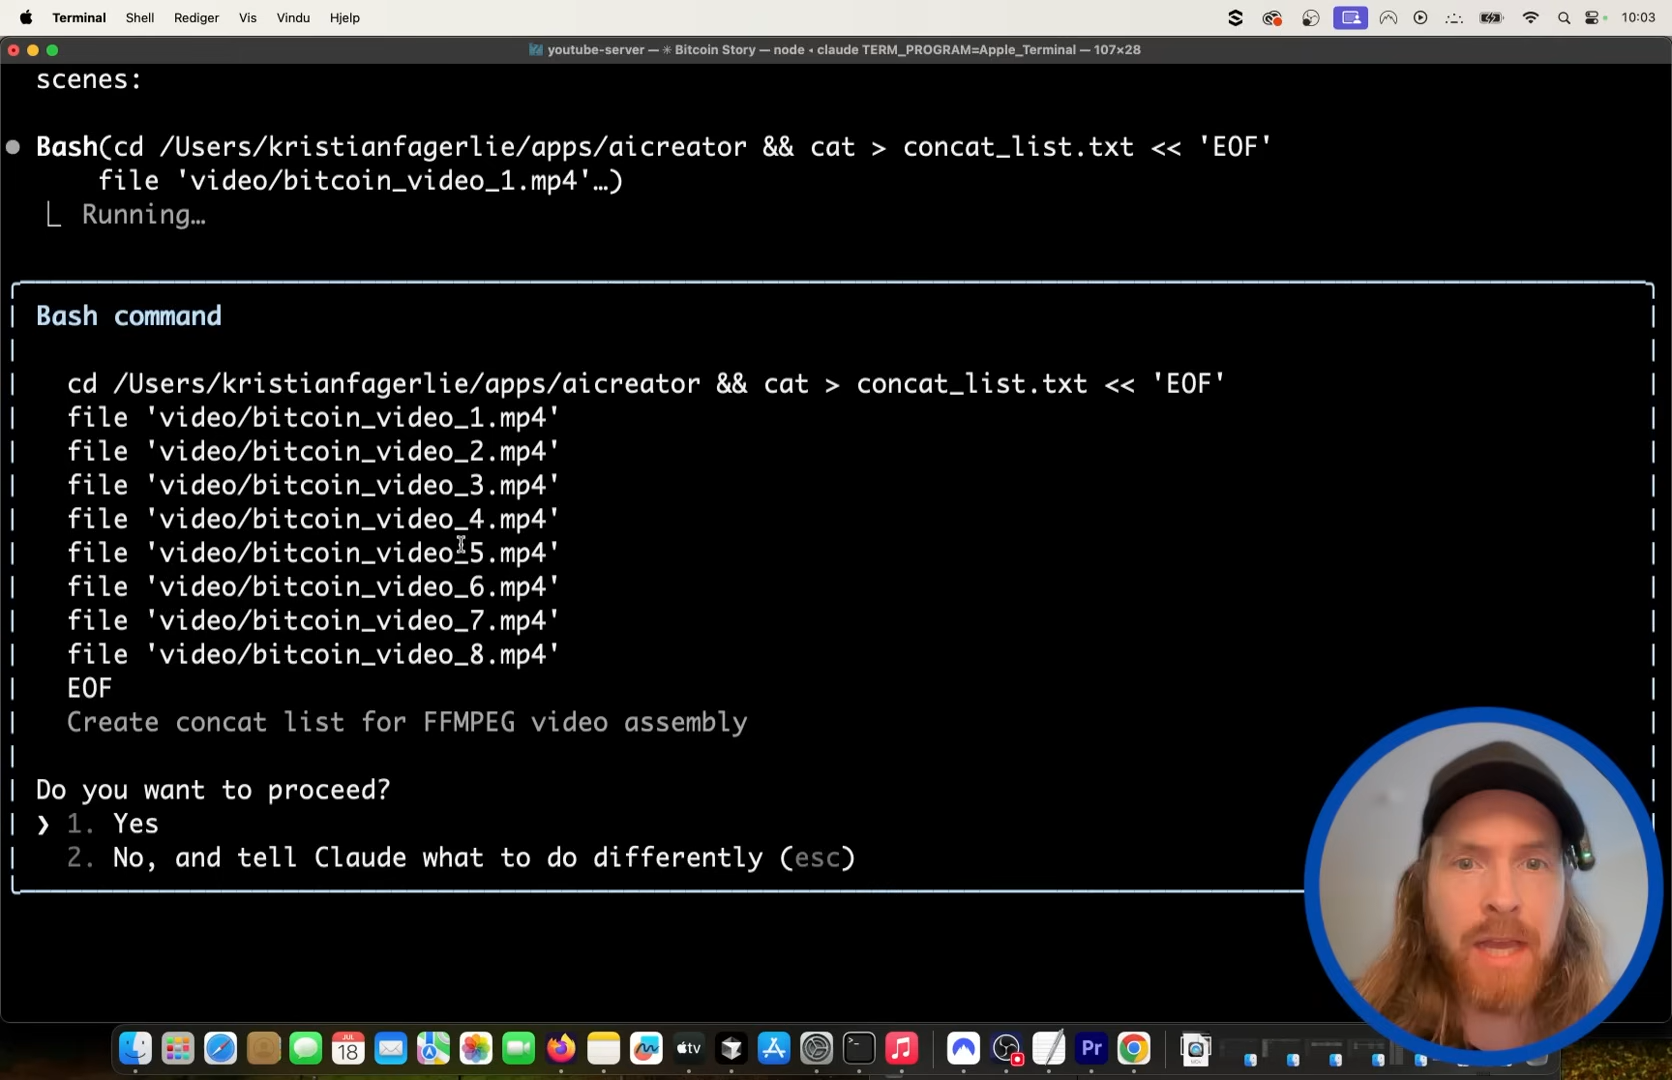 Terminal Shell Rediger Vis Vindu Hjelp 10:03
youtube-server — ✳ Bitcoin Story — node ◂ claude TERM_PROGRAM=Apple_Terminal — 107×28
scenes:
Bash(cd /Users/kristianfagerlie/apps/aicreator && cat > concat_list.txt << 'EOF'
file 'video/bitcoin_video_1.mp4'…)
Running…
Bash command
cd /Users/kristianfagerlie/apps/aicreator && cat > concat_list.txt << 'EOF'
file 'video/bitcoin_video_1.mp4'
file 'video/bitcoin_video_2.mp4'
file 'video/bitcoin_video_3.mp4'
file 'video/bitcoin_video_4.mp4'
file 'video/bitcoin_video_5.mp4'
file 'video/bitcoin_video_6.mp4'
file 'video/bitcoin_video_7.mp4'
file 'video/bitcoin_video_8.mp4'
EOF
Create concat list for FFMPEG video assembly
Do you want to proceed?
❯ 1. Yes
2. No, and tell Claude what to do differently (esc)
JUL
18
tv
Pr